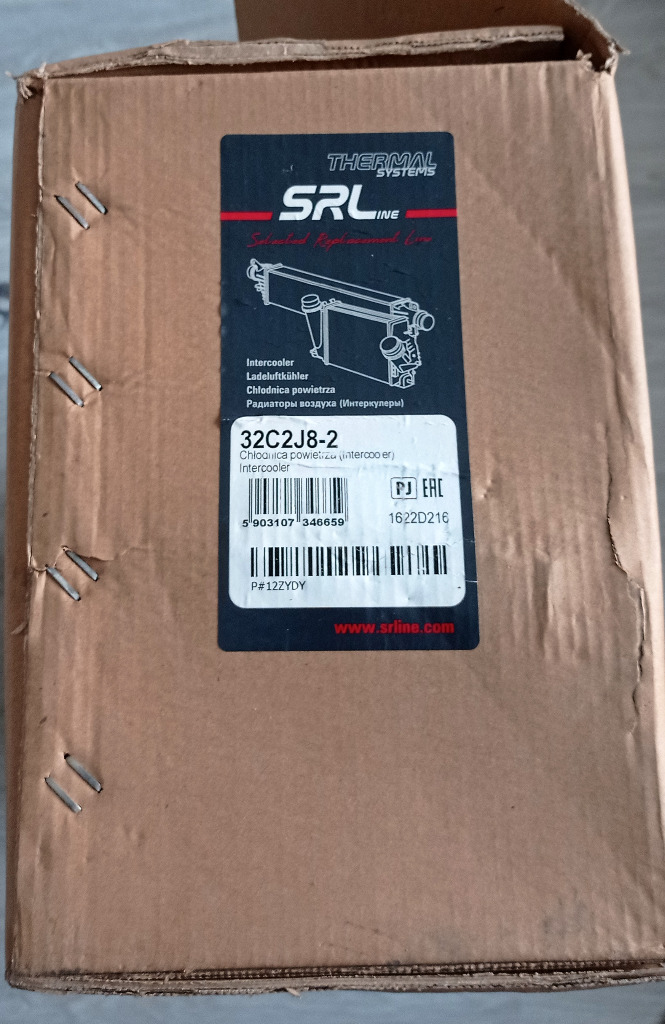 THERMAL
SYSTEMS
SRLINE
Selected Replacement Line
Intercooler
Ladeluftkühler
Chłodnica powietrza
Радиаторы воздуха (Интеркулеры)
32C2J8-2
Chłodnica powietrza (Intercooler)
Intercooler
PJ EAC
5 903107 346659
1622D216
P#12ZYDY
www.srline.com